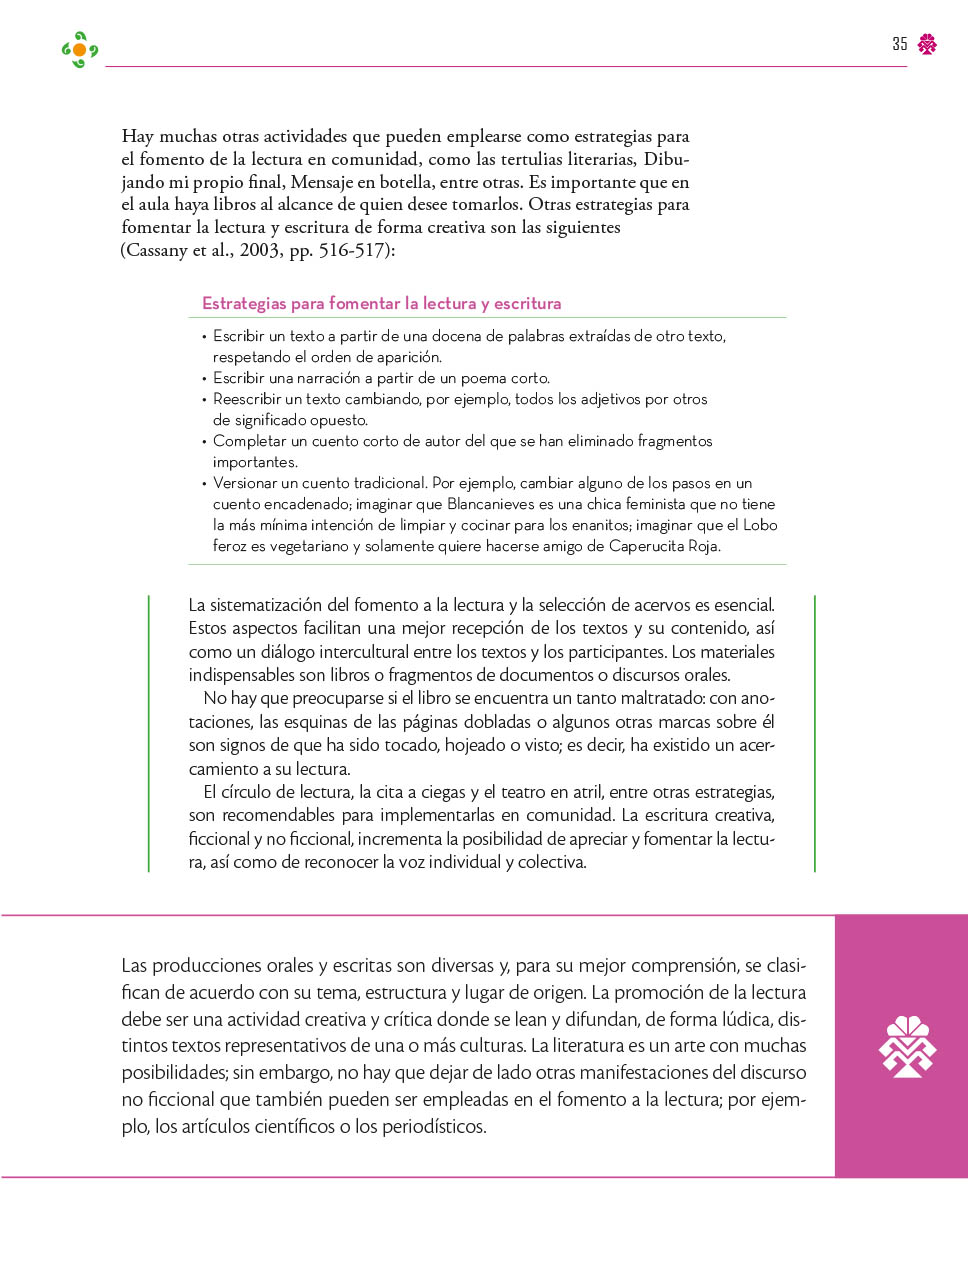 35
Hay muchas otras actividades que pueden emplearse como estrategias para
el fomento de la lectura en comunidad, como las tertulias literarias, Dibu-
jando mi propio final, Mensaje en botella, entre otras. Es importante que en
el aula haya libros al alcance de quien desee tomarlos. Otras estrategias para
fomentar la lectura y escritura de forma creativa son las siguientes
(Cassany et al., 2003, pp. 516-517):
Estrategias para fomentar la lectura y escritura
• Escribir un texto a partir de una docena de palabras extraídas de otro texto,
respetando el orden de aparición.
• Escribir una narración a partir de un poema corto.
• Reescribir un texto cambiando, por ejemplo, todos los adjetivos por otros
de significado opuesto.
• Completar un cuento corto de autor del que se han eliminado fragmentos
importantes.
• Versionar un cuento tradicional. Por ejemplo, cambiar alguno de los pasos en un
cuento encadenado; imaginar que Blancanieves es una chica feminista que no tiene
la más mínima intención de limpiar y cocinar para los enanitos; imaginar que el Lobo
feroz es vegetariano y solamente quiere hacerse amigo de Caperucita Roja.
La sistematización del fomento a la lectura y la selección de acervos es esencial.
Estos aspectos facilitan una mejor recepción de los textos y su contenido, así
como un diálogo intercultural entre los textos y los participantes. Los materiales
indispensables son libros o fragmentos de documentos o discursos orales.
No hay que preocuparse si el libro se encuentra un tanto maltratado: con ano-
taciones, las esquinas de las páginas dobladas o algunos otras marcas sobre él
son signos de que ha sido tocado, hojeado o visto; es decir, ha existido un acer-
camiento a su lectura.
El círculo de lectura, la cita a ciegas y el teatro en atril, entre otras estrategias,
son recomendables para implementarlas en comunidad. La escritura creativa,
ficcional y no ficcional, incrementa la posibilidad de apreciar y fomentar la lectu-
ra, así como de reconocer la voz individual y colectiva.
Las producciones orales y escritas son diversas y, para su mejor comprensión, se clasi-
fican de acuerdo con su tema, estructura y lugar de origen. La promoción de la lectura
debe ser una actividad creativa y crítica donde se lean y difundan, de forma lúdica, dis-
tintos textos representativos de una o más culturas. La literatura es un arte con muchas
posibilidades; sin embargo, no hay que dejar de lado otras manifestaciones del discurso
no ficcional que también pueden ser empleadas en el fomento a la lectura; por ejem-
plo, los artículos científicos o los periodísticos.